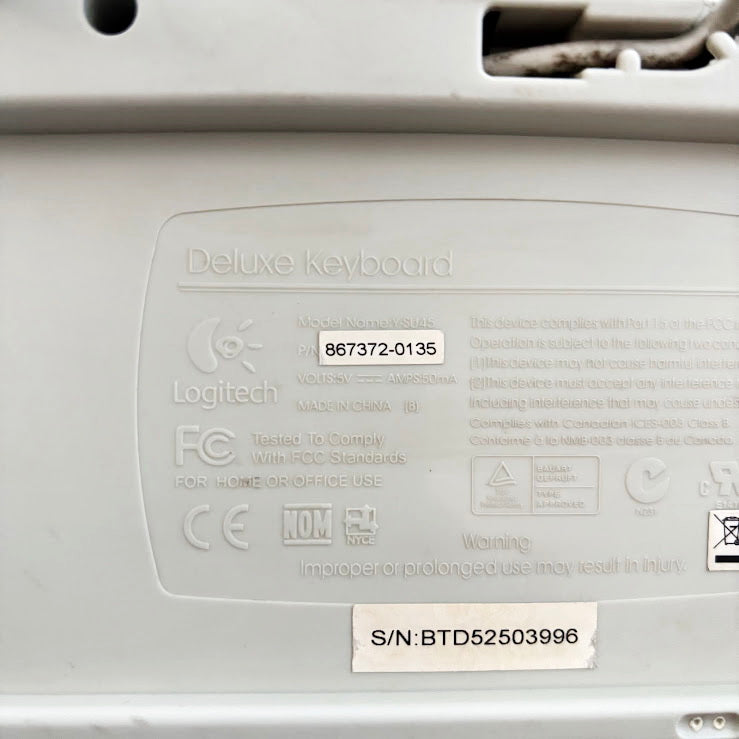 Deluxe Keyboard
Logitech
Model Name:Y-SU45
P/N
867372-0135
VOLTS:5V AMPS:50mA
MADE IN CHINA [8]
FC
Tested To Comply
With FCC Standards
FOR HOME OR OFFICE USE
This device complies with Part 15 of the FCC
Operation is subject to the following two con
(1)This device may not cause harmful interfe
(2)This device must accept any interference
including interference that may cause undes
Complies with Canadian ICES-003 Class B.
Conforme à la NMB-003 classe B du Canada.
BAUART
GEPRÜFT
TYPE
APPROVED
N231
CE
NOM
NYCE
Warning
Improper or prolonged use may result in injury.
S/N:BTD52503996